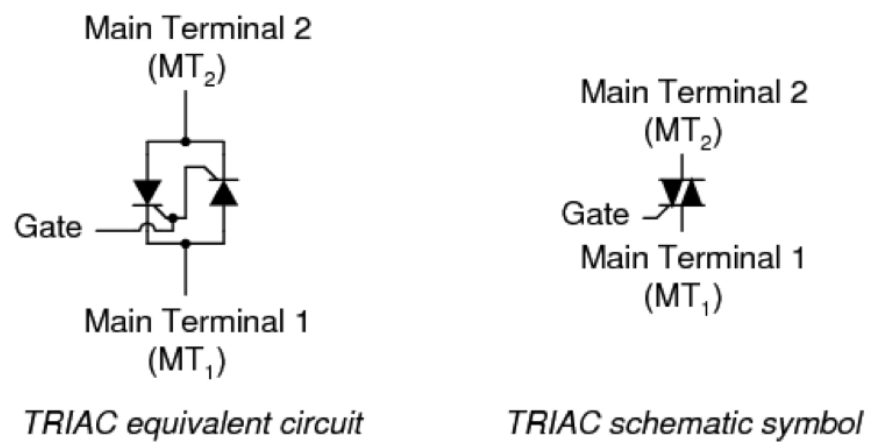 Main Terminal 2
(MT₂)
Gate
Main Terminal 1
(MT₁)
TRIAC equivalent circuit
Main Terminal 2
(MT₂)
Gate
Main Terminal 1
(MT₁)
TRIAC schematic symbol